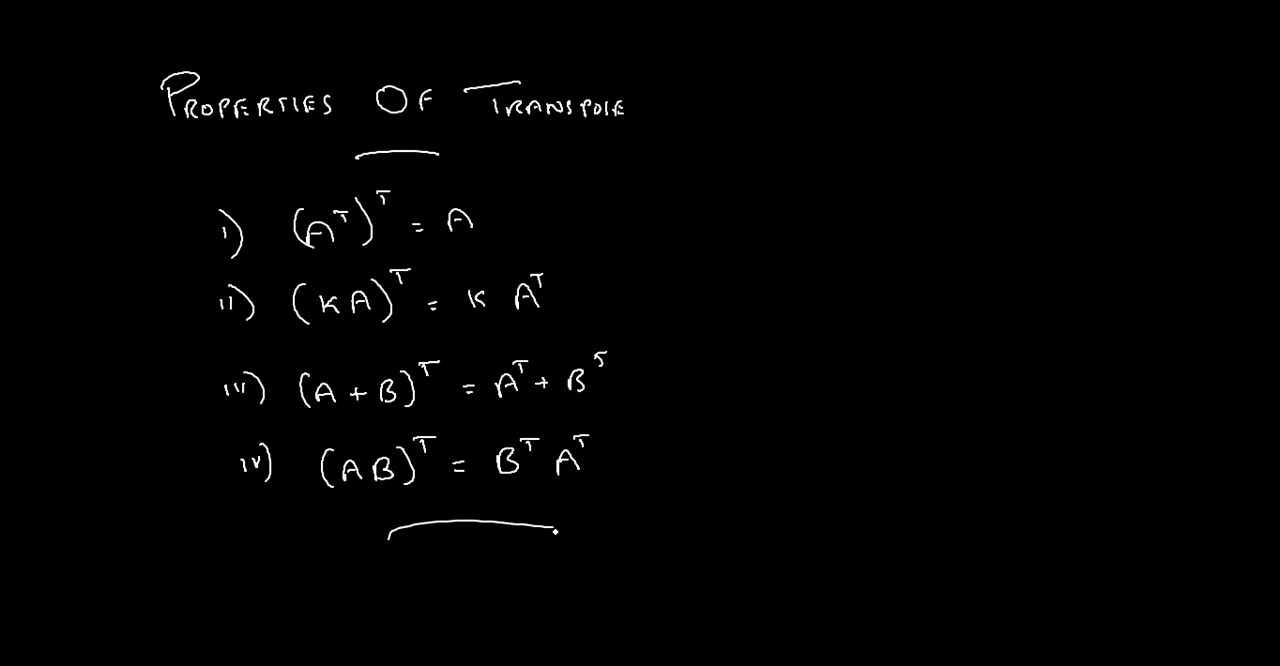 PROPERTIES OF TRANSPOSE
i) (A^T)^T = A
ii) (KA)^T = K A^T
iii) (A + B)^T = A^T + B^T
iv) (AB)^T = B^T A^T